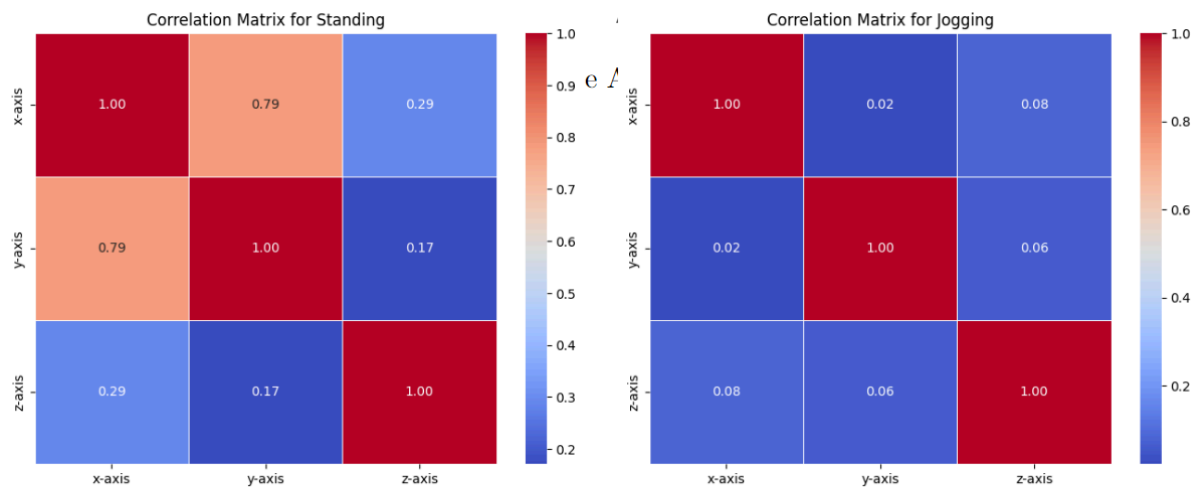 Correlation Matrix for Standing
x-axis
y-axis
z-axis
1.00 0.79 0.29
0.79 1.00 0.17
0.29 0.17 1.00
x-axis y-axis z-axis
1.0
0.9
0.8
0.7
0.6
0.5
0.4
0.3
0.2
e A
Correlation Matrix for Jogging
x-axis
y-axis
z-axis
1.00 0.02 0.08
0.02 1.00 0.06
0.08 0.06 1.00
x-axis y-axis z-axis
1.0
0.8
0.6
0.4
0.2